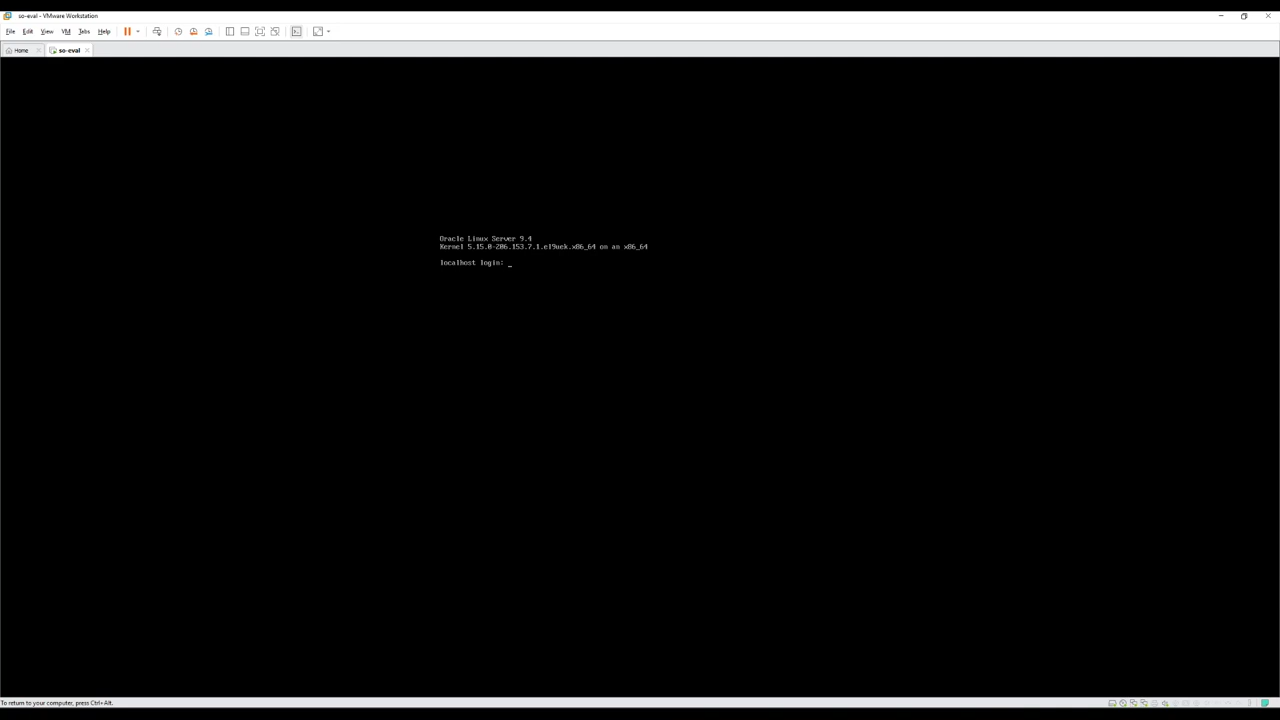 so-eval - VMware Workstation
File Edit View VM Tabs Help
Home so-eval
Oracle Linux Server 9.4
Kernel 5.15.0-206.153.7.1.el9uek.x86_64 on an x86_64
localhost login: _
To return to your computer, press Ctrl+Alt.